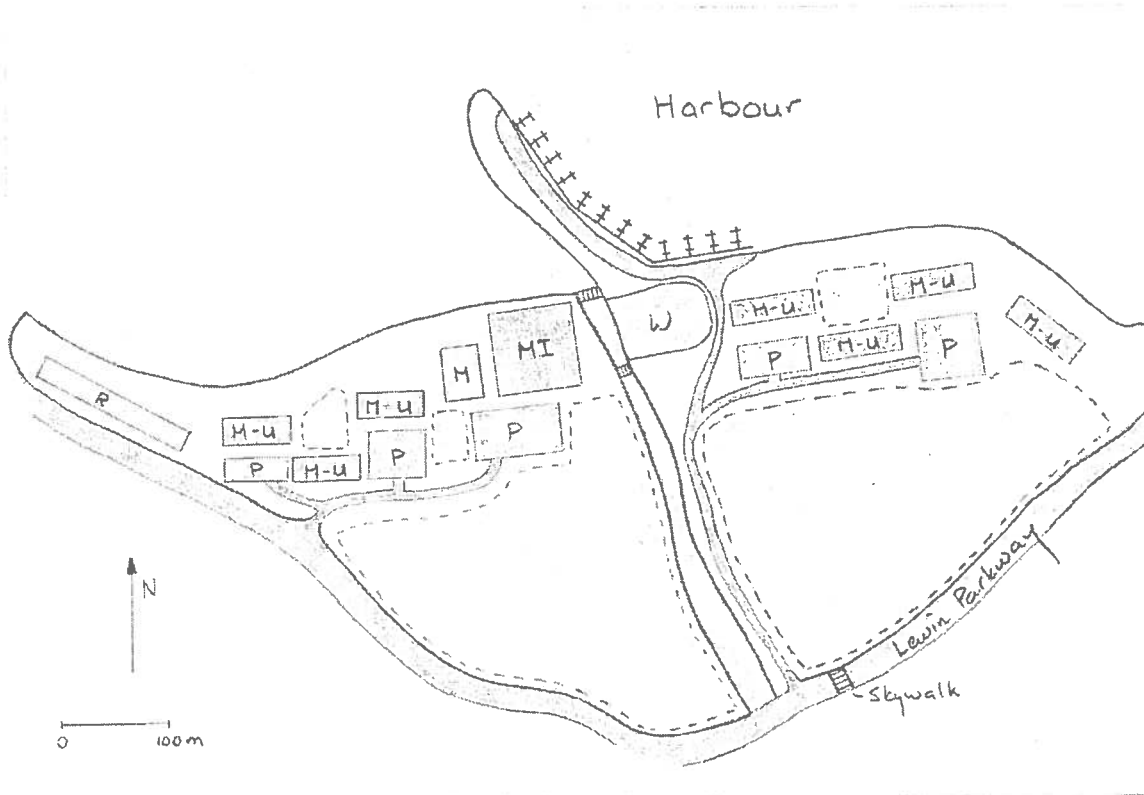 Harbour
W
MI
M
M-U
M-U
M-U
P
M-U
P
M-U
R
M-U
P
P
P
M-U
N
Lewin Parkway
Skywalk
0 100m